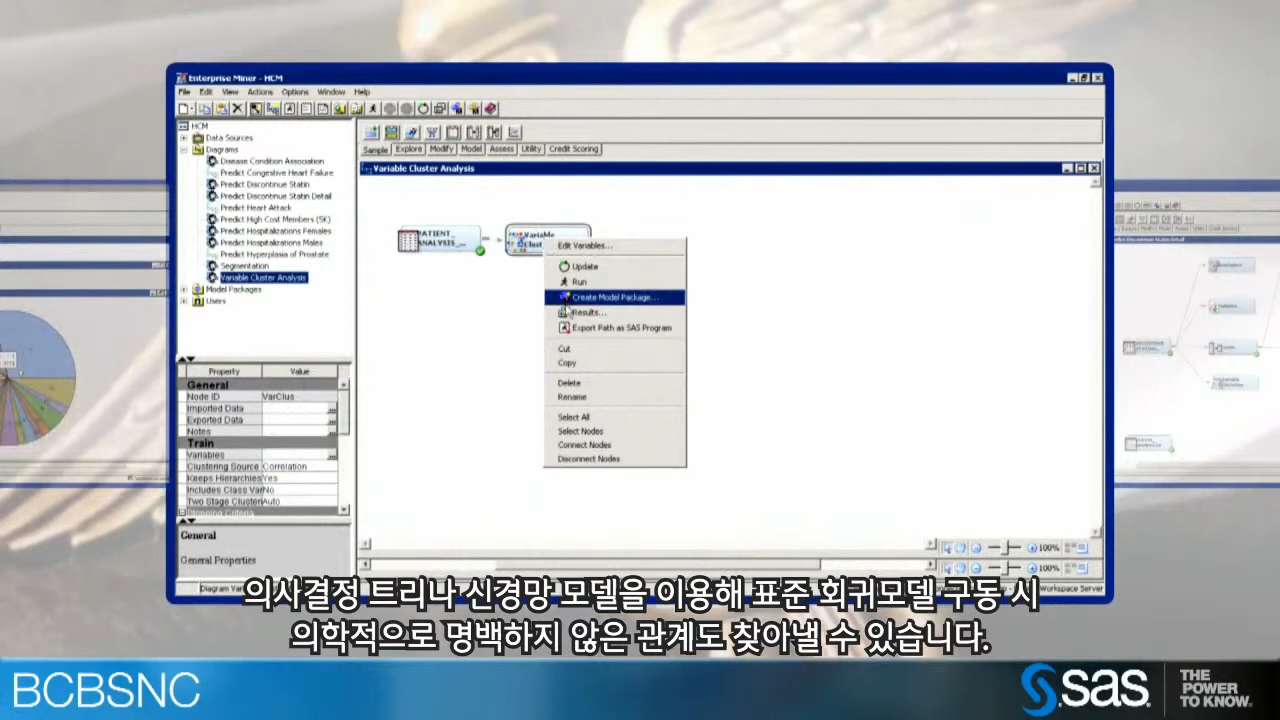 Enterprise Miner - HCM
File Edit View Actions Options Window Help
HCM
Data Sources
Diagrams
Disease Condition Association
Predict Congestive Heart Failure
Predict Discontinue Statin
Predict Discontinue Statin Detail
Predict Heart Attack
Predict High Cost Members (5K)
Predict Hospitalizations Females
Predict Hospitalizations Males
Predict Hyperplasia of Prostate
Segmentation
Variable Cluster Analysis
Model Packages
Users
Sample Explore Modify Model Assess Utility Credit Scoring
Variable Cluster Analysis
PATIENT_
ANALYSIS_...
Variable
Clust
Edit Variables...
Update
Run
Create Model Package...
Results...
Export Path as SAS Program
Cut
Copy
Delete
Rename
Select All
Select Nodes
Connect Nodes
Disconnect Nodes
Property Value
General
Node ID VarClus
Imported Data
Exported Data
Notes
Train
Variables
Clustering Source Correlation
Keeps Hierarchies Yes
Includes Class Var No
Two Stage Cluster Auto
Stopping Criteria
General
General Properties
100%
100%
Diagram Var
Workspace Server
의사결정 트리나 신경망 모델을 이용해 표준 회귀모델 구동 시
의학적으로 명백하지 않은 관계도 찾아낼 수 있습니다.
BCBSNC
sas
THE
POWER
TO KNOW.